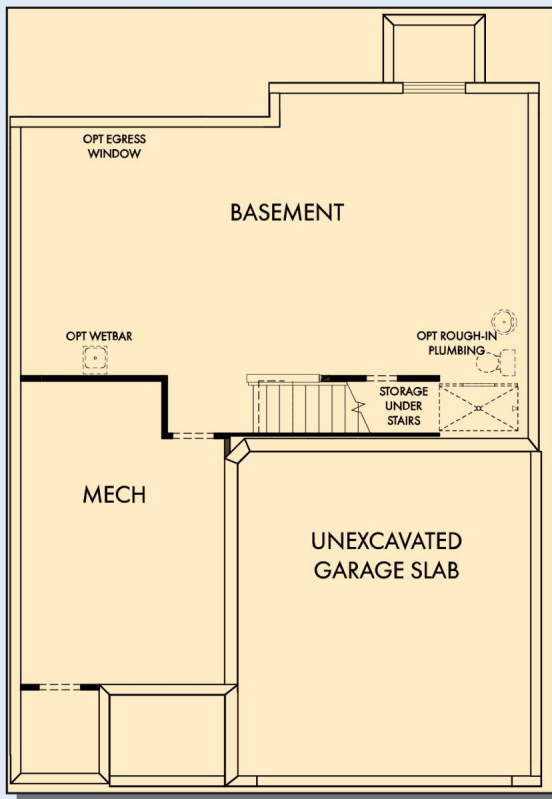 OPT EGRESS
WINDOW
BASEMENT
OPT WETBAR
OPT ROUGH-IN
PLUMBING
STORAGE
UNDER
STAIRS
MECH
UNEXCAVATED
GARAGE SLAB